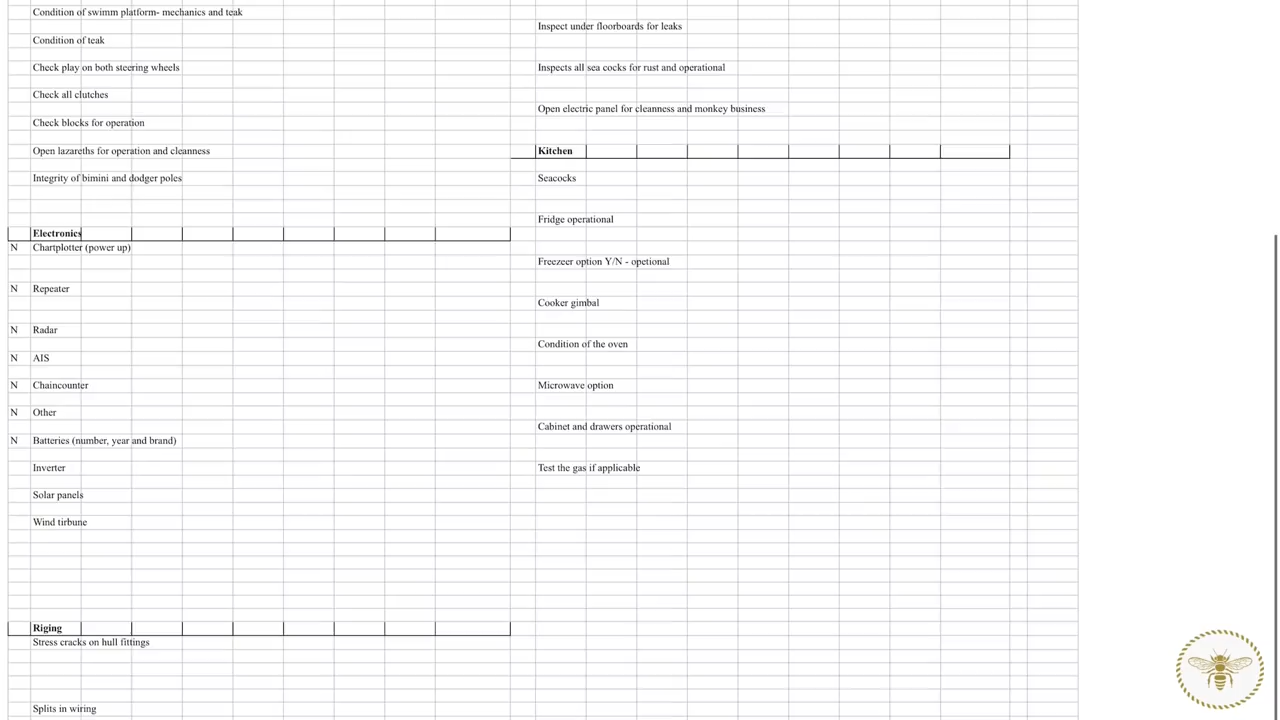 Condition of swimm platform- mechanics and teak
Condition of teak
Check play on both steering wheels
Check all clutches
Check blocks for operation
Open lazareths for operation and cleanness
Integrity of bimini and dodger poles
Electronics
N Chartplotter (power up)
N Repeater
N Radar
N AIS
N Chaincounter
N Other
N Batteries (number, year and brand)
Inverter
Solar panels
Wind tirbune
Riging
Stress cracks on hull fittings
Splits in wiring
Inspect under floorboards for leaks
Inspects all sea cocks for rust and operational
Open electric panel for cleanness and monkey business
Kitchen
Seacocks
Fridge operational
Freezeer option Y/N - opetional
Cooker gimbal
Condition of the oven
Microwave option
Cabinet and drawers operational
Test the gas if applicable